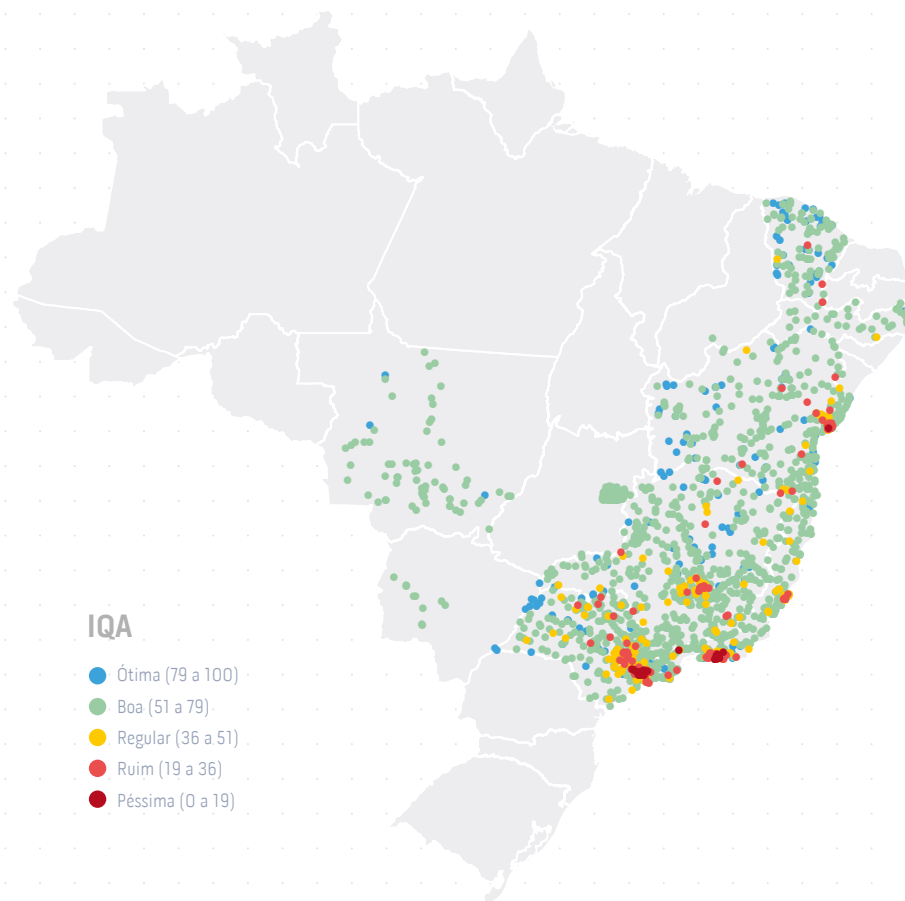 IQA
Ótima (79 a 100)
Boa (51 a 79)
Regular (36 a 51)
Ruim (19 a 36)
Péssima (0 a 19)